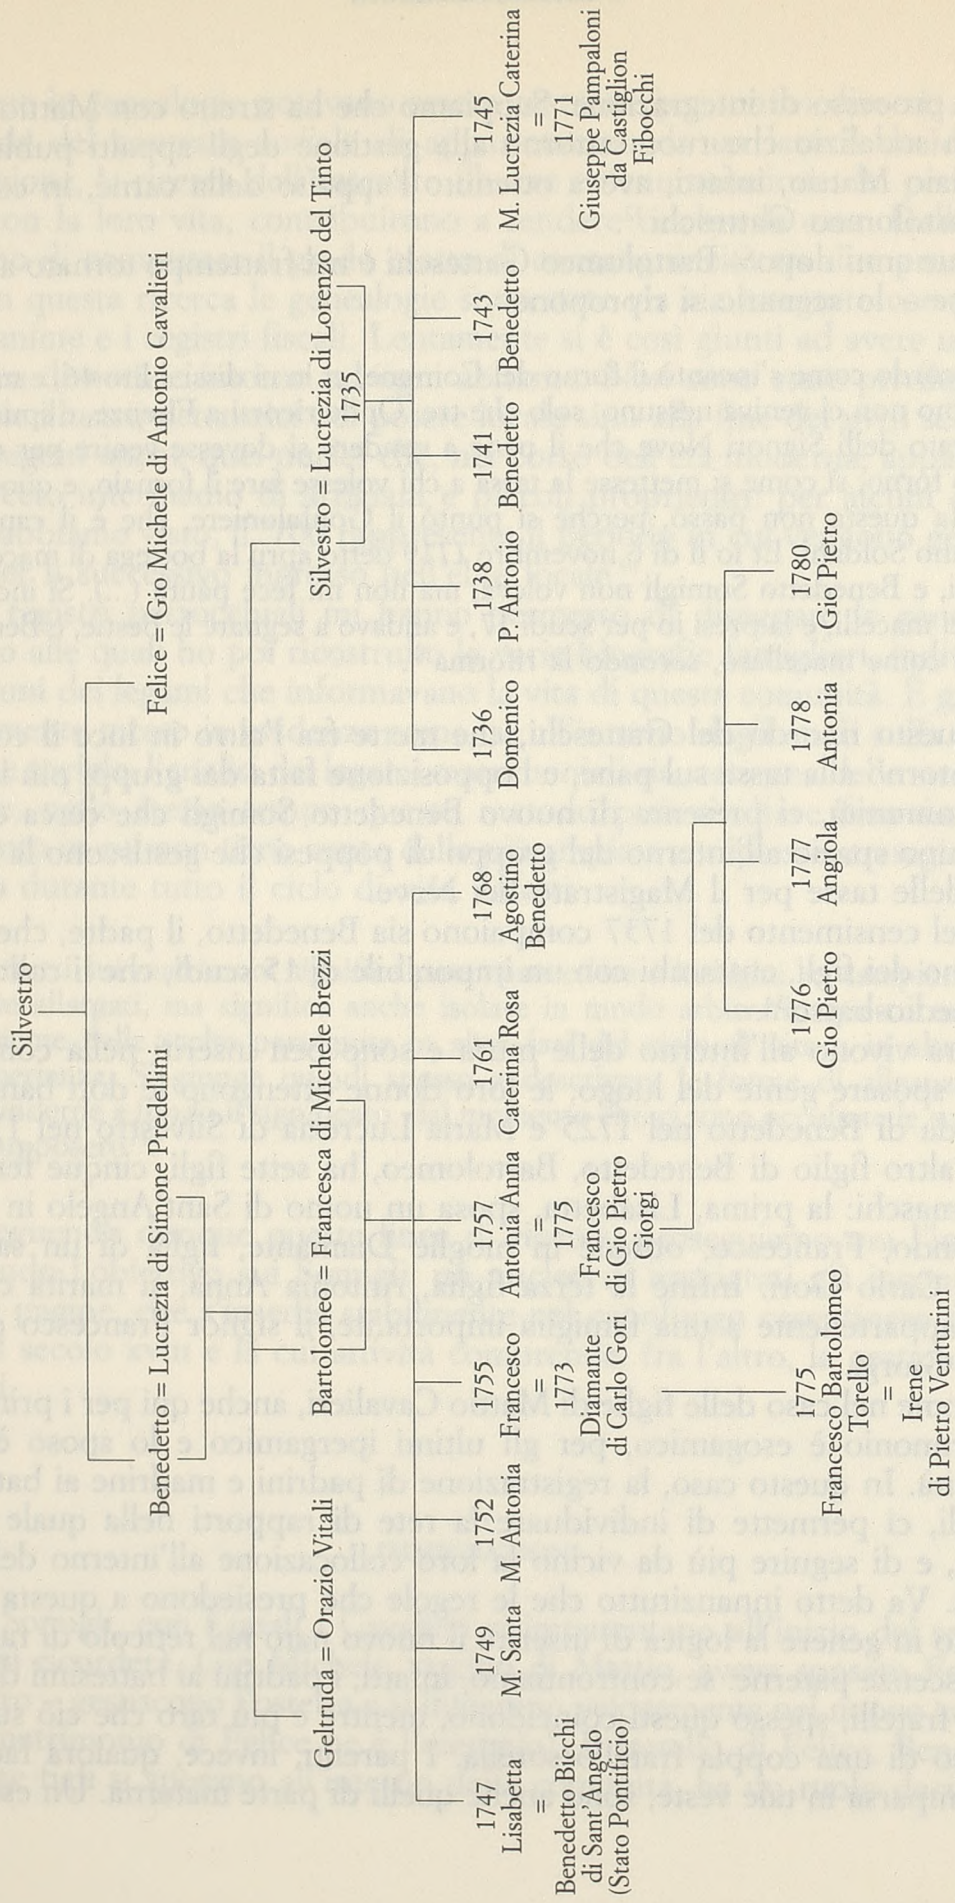 Silvestro
Benedetto = Lucrezia di Simone Predellini
Felice = Gio Michele di Antonio Cavalieri
Geltruda = Orazio Vitali
Bartolomeo = Francesca di Michele Brezzi
Silvestro = Lucrezia di Lorenzo del Tinto
1735
1747
Lisabetta
=
Benedetto Bicchi
di Sant'Angelo
(Stato Pontificio)
1749
M. Santa
1752
M. Antonia
1755
Francesco
=
1773
Diamante
di Carlo Gori
1757
Antonia Anna
=
1775
Francesco
di Gio Pietro
Giorgi
1761
Caterina Rosa
1768
Agostino
Benedetto
1736
Domenico
1738
P. Antonio
1741
Benedetto
1743
Benedetto
1745
M. Lucrezia Caterina
=
1771
Giuseppe Pampaloni
da Castiglion
Fibocchi
1775
Francesco Bartolomeo
Torello
=
Irene
di Pietro Venturini
1776
Gio Pietro
1777
Angiola
1778
Antonia
1780
Gio Pietro